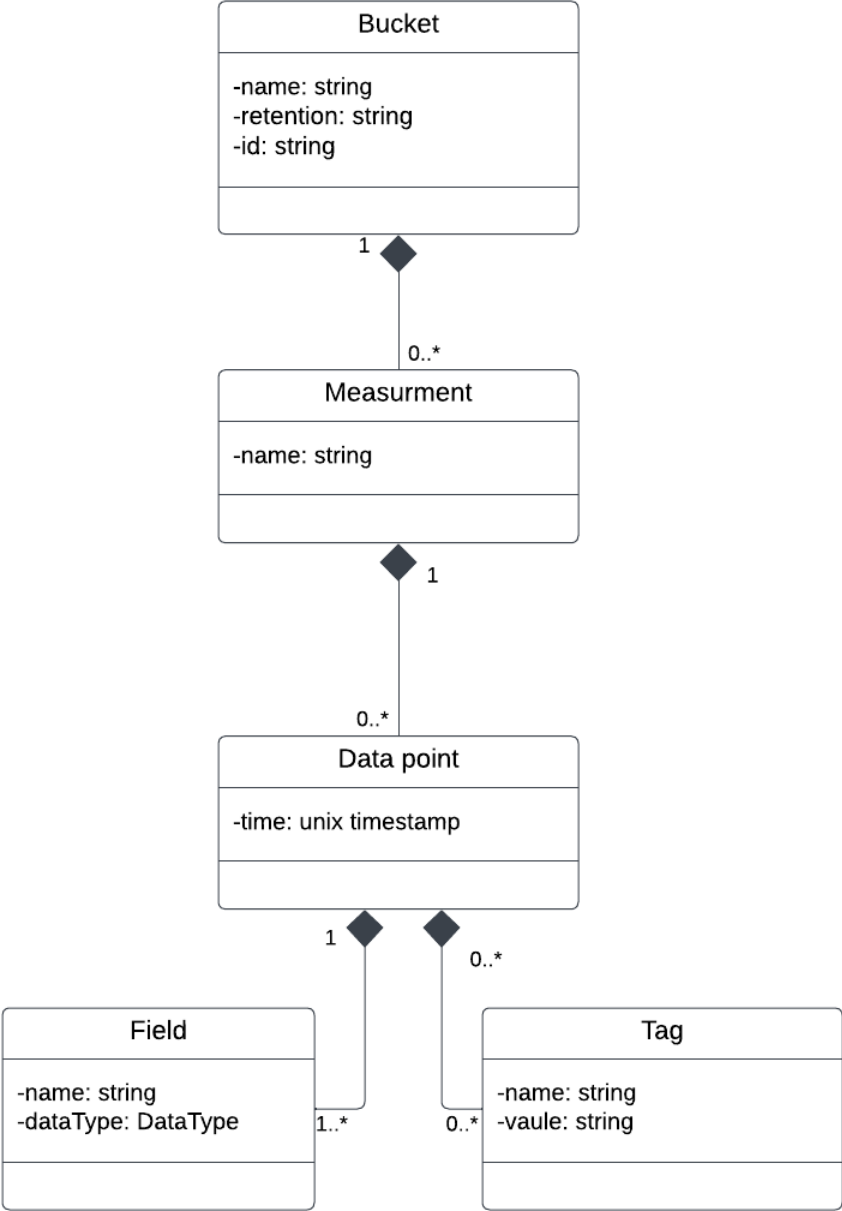 Bucket
-name: string
-retention: string
-id: string
1
0..*
Measurment
-name: string
1
0..*
Data point
-time: unix timestamp
1
0..*
Field
-name: string
-dataType: DataType
1..*
0..*
Tag
-name: string
-vaule: string